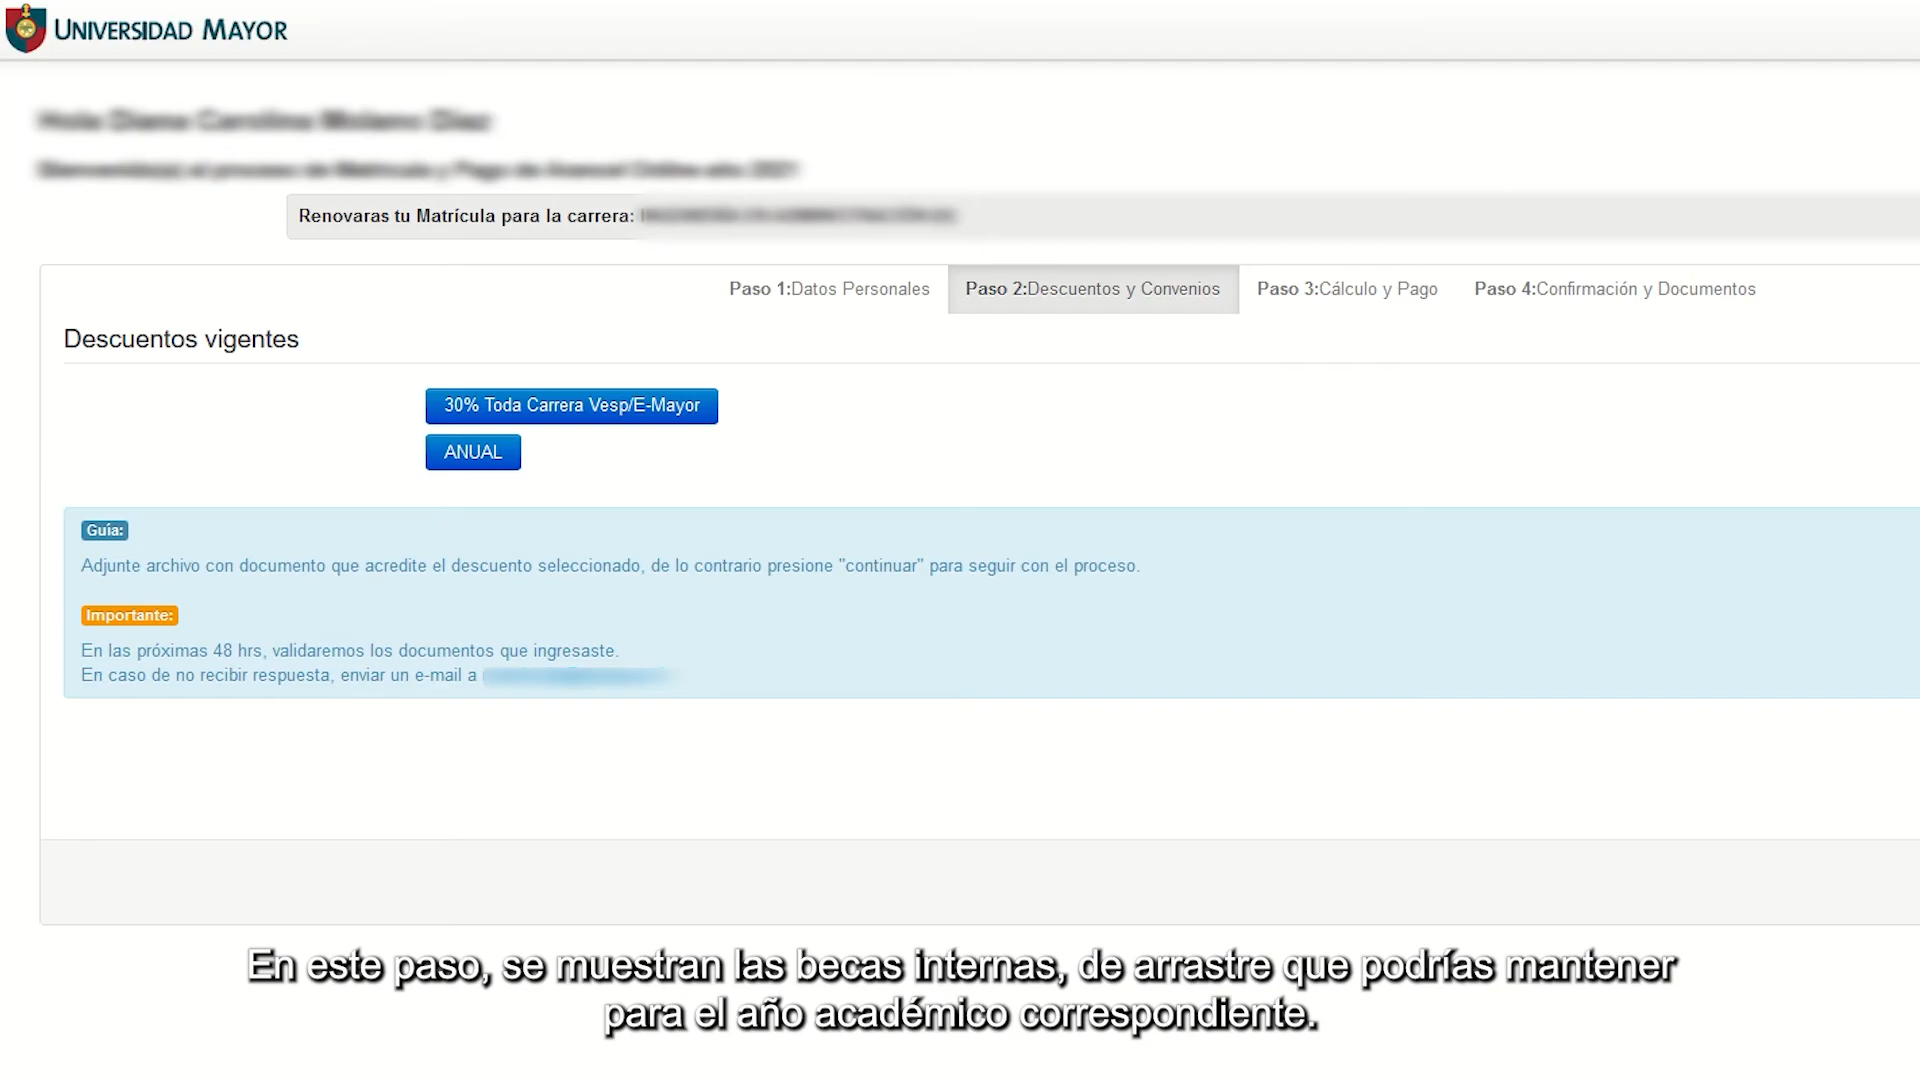 UNIVERSIDAD MAYOR
Renovaras tu Matrícula para la carrera:
Paso 1:Datos Personales
Paso 2:Descuentos y Convenios
Paso 3:Cálculo y Pago
Paso 4:Confirmación y Documentos
Descuentos vigentes
30% Toda Carrera Vesp/E-Mayor
ANUAL
Guía:
Adjunte archivo con documento que acredite el descuento seleccionado, de lo contrario presione "continuar" para seguir con el proceso.
Importante:
En las próximas 48 hrs, validaremos los documentos que ingresaste.
En caso de no recibir respuesta, enviar un e-mail a
En este paso, se muestran las becas internas, de arrastre que podrías mantener
para el año académico correspondiente.